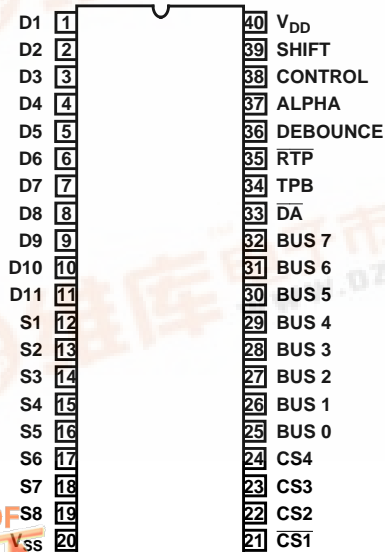 D1 1
D2 2
D3 3
D4 4
D5 5
D6 6
D7 7
D8 8
D9 9
D10 10
D11 11
S1 12
S2 13
S3 14
S4 15
S5 16
S6 17
S7 18
S8 19
VSS 20
40 VDD
39 SHIFT
38 CONTROL
37 ALPHA
36 DEBOUNCE
35 R̅T̅P̅
34 TPB
33 D̅A̅
32 BUS 7
31 BUS 6
30 BUS 5
29 BUS 4
28 BUS 3
27 BUS 2
26 BUS 1
25 BUS 0
24 CS4
23 CS3
22 CS2
21 C̅S̅1̅